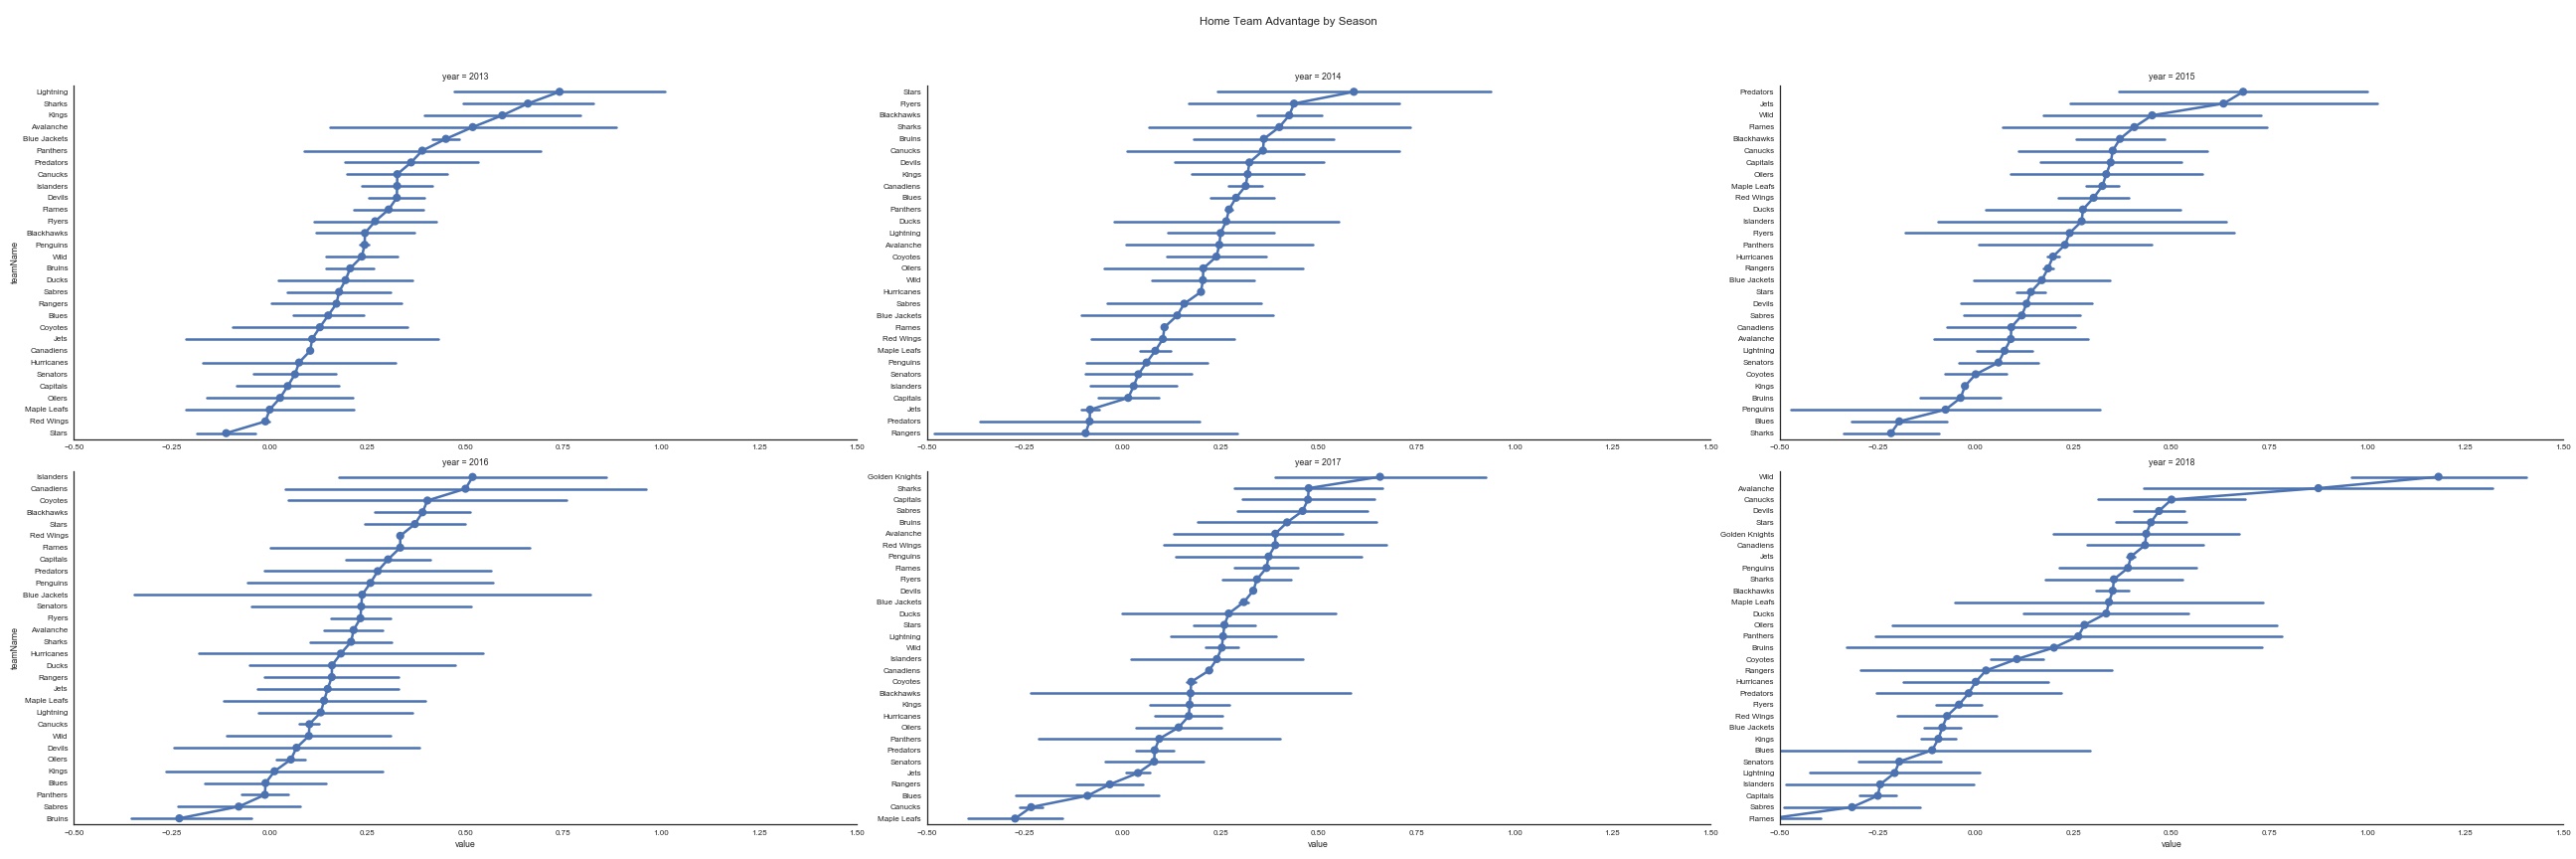 Home Team Advantage by Season
year = 2013
teamName
Lightning
Sharks
Kings
Avalanche
Blue Jackets
Panthers
Predators
Canucks
Islanders
Devils
Flames
Flyers
Blackhawks
Penguins
Wild
Bruins
Ducks
Sabres
Rangers
Blues
Coyotes
Jets
Canadiens
Hurricanes
Senators
Capitals
Oilers
Maple Leafs
Red Wings
Stars
−0.50 −0.25 0.00 0.25 0.50 0.75 1.00 1.25 1.50
year = 2014
Stars
Flyers
Blackhawks
Sharks
Bruins
Canucks
Devils
Kings
Canadiens
Blues
Panthers
Ducks
Lightning
Avalanche
Coyotes
Oilers
Wild
Hurricanes
Sabres
Blue Jackets
Flames
Red Wings
Maple Leafs
Penguins
Senators
Islanders
Capitals
Jets
Predators
Rangers
−0.50 −0.25 0.00 0.25 0.50 0.75 1.00 1.25 1.50
year = 2015
Predators
Jets
Wild
Flames
Blackhawks
Canucks
Capitals
Oilers
Maple Leafs
Red Wings
Ducks
Islanders
Flyers
Panthers
Hurricanes
Rangers
Blue Jackets
Stars
Devils
Sabres
Canadiens
Avalanche
Lightning
Senators
Coyotes
Kings
Bruins
Penguins
Blues
Sharks
−0.50 −0.25 0.00 0.25 0.50 0.75 1.00 1.25 1.50
year = 2016
teamName
Islanders
Canadiens
Coyotes
Blackhawks
Stars
Red Wings
Flames
Capitals
Predators
Penguins
Blue Jackets
Senators
Flyers
Avalanche
Sharks
Hurricanes
Ducks
Rangers
Jets
Maple Leafs
Lightning
Canucks
Wild
Devils
Oilers
Kings
Blues
Panthers
Sabres
Bruins
−0.50 −0.25 0.00 0.25 0.50 0.75 1.00 1.25 1.50
value
year = 2017
Golden Knights
Sharks
Capitals
Sabres
Bruins
Avalanche
Red Wings
Penguins
Flames
Flyers
Devils
Blue Jackets
Ducks
Stars
Lightning
Wild
Islanders
Canadiens
Coyotes
Blackhawks
Kings
Hurricanes
Oilers
Panthers
Predators
Senators
Jets
Rangers
Blues
Canucks
Maple Leafs
−0.50 −0.25 0.00 0.25 0.50 0.75 1.00 1.25 1.50
value
year = 2018
Wild
Avalanche
Canucks
Devils
Stars
Golden Knights
Canadiens
Jets
Penguins
Sharks
Blackhawks
Maple Leafs
Ducks
Oilers
Panthers
Bruins
Coyotes
Rangers
Hurricanes
Predators
Flyers
Red Wings
Blue Jackets
Kings
Blues
Senators
Lightning
Islanders
Capitals
Sabres
Flames
−0.50 −0.25 0.00 0.25 0.50 0.75 1.00 1.25 1.50
value